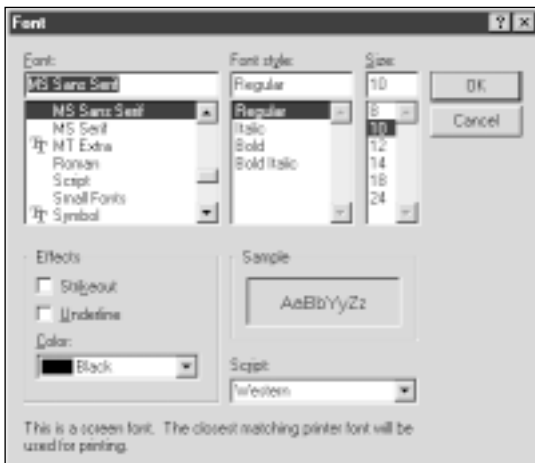 Font
Font:
MS Sans Serif
MS Sans Serif
MS Serif
MT Extra
Roman
Script
Small Fonts
Symbol
Font style:
Regular
Regular
Italic
Bold
Bold Italic
Size:
10
8
10
12
14
18
24
OK
Cancel
Effects
Strikeout
Underline
Color:
Black
Sample
AaBbYyZz
Script:
Western
This is a screen font. The closest matching printer font will be
used for printing.